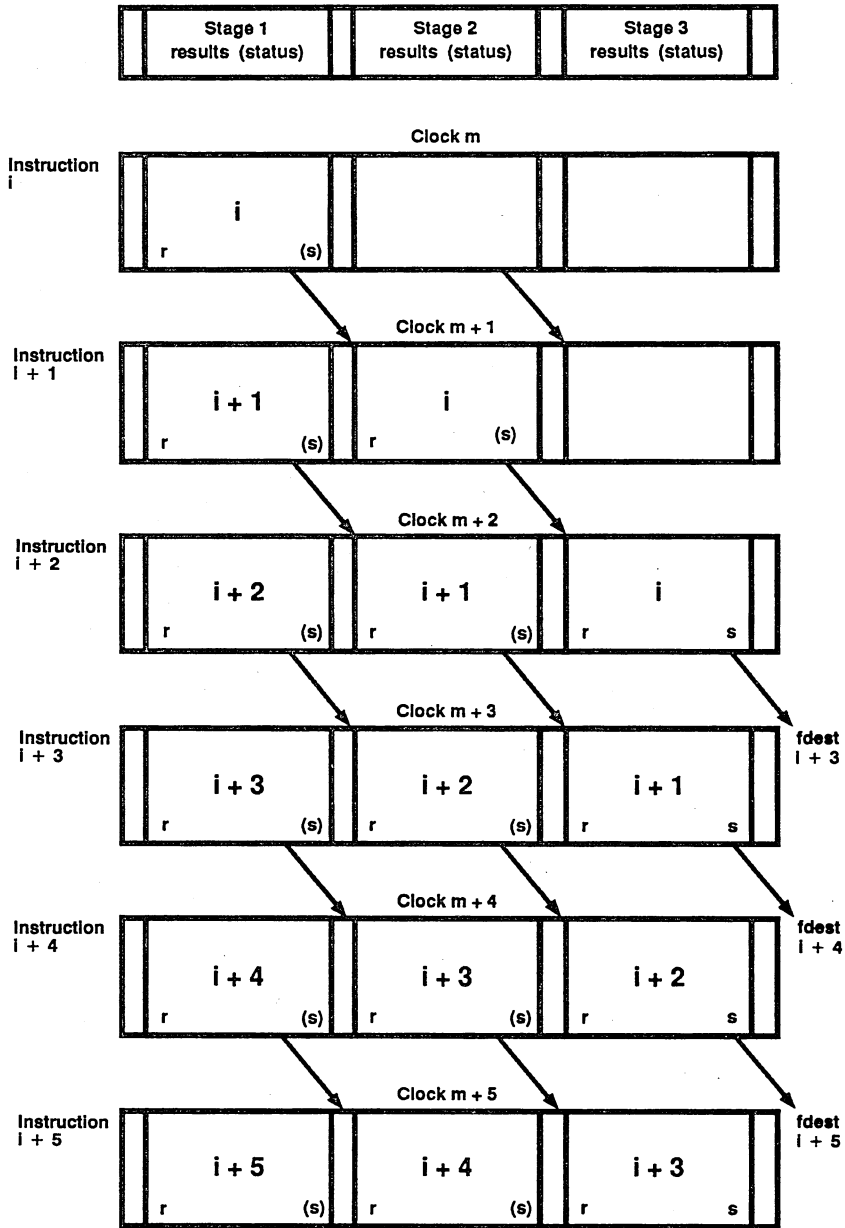 Stage 1
results (status)
Stage 2
results (status)
Stage 3
results (status)
Clock m
Instruction
i
i
r (s)
Clock m + 1
Instruction
i + 1
i + 1
r (s)
i
r (s)
Clock m + 2
Instruction
i + 2
i + 2
r (s)
i + 1
r (s)
i
r s
Clock m + 3
Instruction
i + 3
i + 3
r (s)
i + 2
r (s)
i + 1
r s
fdest
i + 3
Clock m + 4
Instruction
i + 4
i + 4
r (s)
i + 3
r (s)
i + 2
r s
fdest
i + 4
Clock m + 5
Instruction
i + 5
i + 5
r (s)
i + 4
r (s)
i + 3
r s
fdest
i + 5